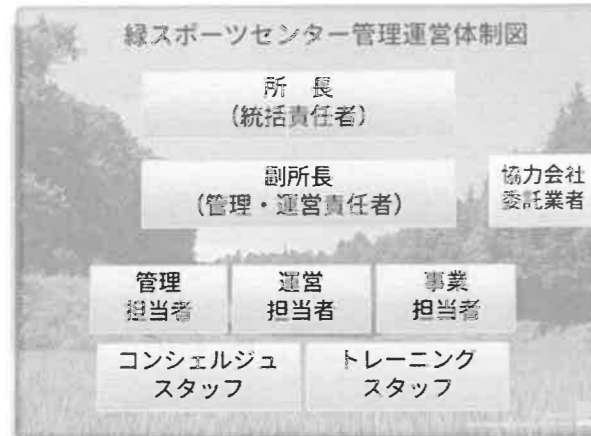 緑スポーツセンター管理運営体制図
所　長
(統括責任者)
副所長
(管理・運営責任者)
協力会社
委託業者
管理
担当者
運営
担当者
事業
担当者
コンシェルジュ
スタッフ
トレーニング
スタッフ